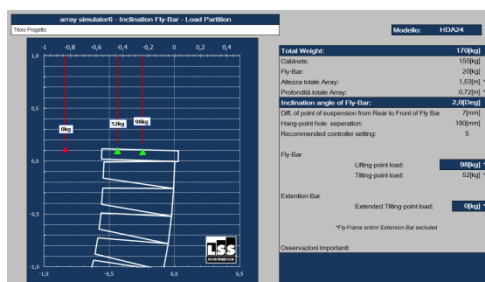 array simulator6 - Inclination Fly-Bar - Load Partition
Titolo Progetto:
Modello: HDA24
-1 -0,8 -0,6 -0,4 -0,2 0 0,2 0,4
0,5
0,0
-0,5
-1,0
-1,0 -0,5 0,0 0,5
0kg 52kg 98kg
LSS
Total Weight: 170[kg]
Cabinets: 150[kg]
Fly-Bar: 20[kg]
Altezza totale Array: 1,53[m] *
Profondità totale Array: 0,72[m] *
Inclination angle of Fly-Bar: 2,0[Deg]
Diff. of point of suspension from Rear to Front of Fly Bar 7[mm]
Hang-point hole seperation: 190[mm]
Recommended controller setting: 5
Fly-Bar
Lifting-point load: 98[kg] *
Tilting-point load: 52[kg] *
Extention-Bar
Extended Tilting-point load: 0[kg] *
*Fly-Frame and/or Extension-Bar excluded
Osservazioni Importanti: